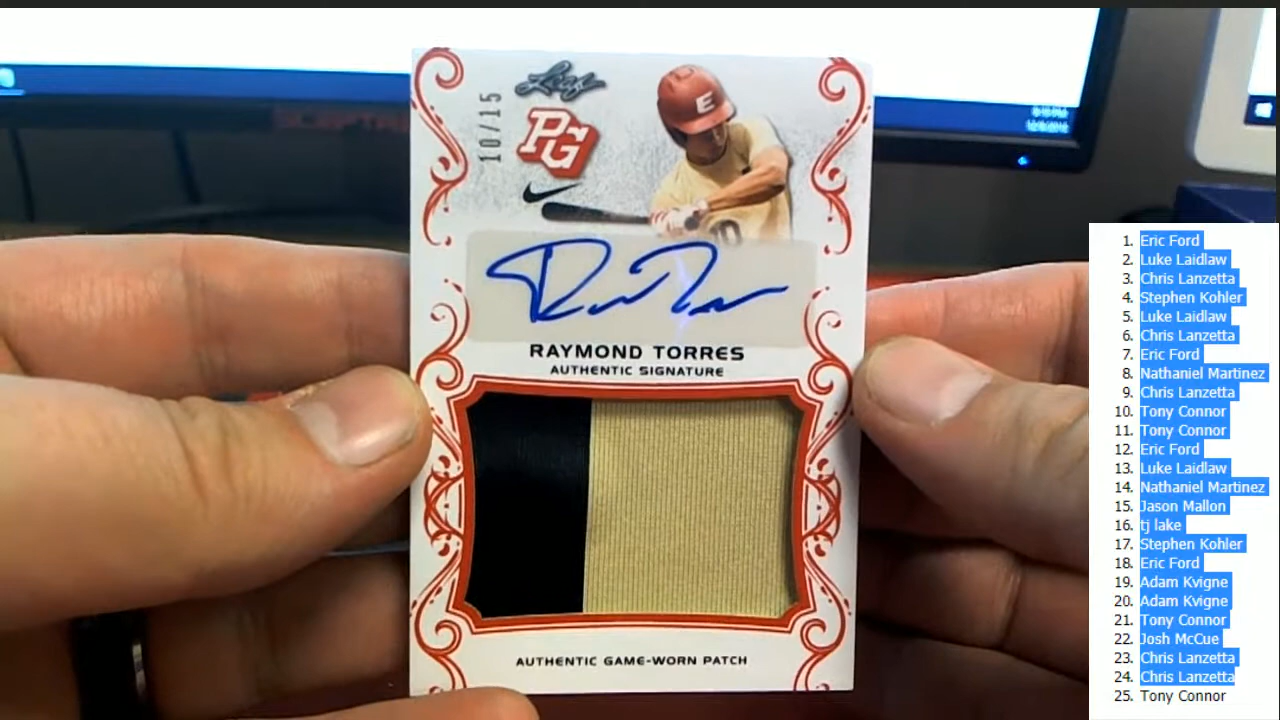 Leaf
10/15
PG
E
RAYMOND TORRES
AUTHENTIC SIGNATURE
AUTHENTIC GAME-WORN PATCH
1. Eric Ford
2. Luke Laidlaw
3. Chris Lanzetta
4. Stephen Kohler
5. Luke Laidlaw
6. Chris Lanzetta
7. Eric Ford
8. Nathaniel Martinez
9. Chris Lanzetta
10. Tony Connor
11. Tony Connor
12. Eric Ford
13. Luke Laidlaw
14. Nathaniel Martinez
15. Jason Mallon
16. tj lake
17. Stephen Kohler
18. Eric Ford
19. Adam Kvigne
20. Adam Kvigne
21. Tony Connor
22. Josh McCue
23. Chris Lanzetta
24. Chris Lanzetta
25. Tony Connor